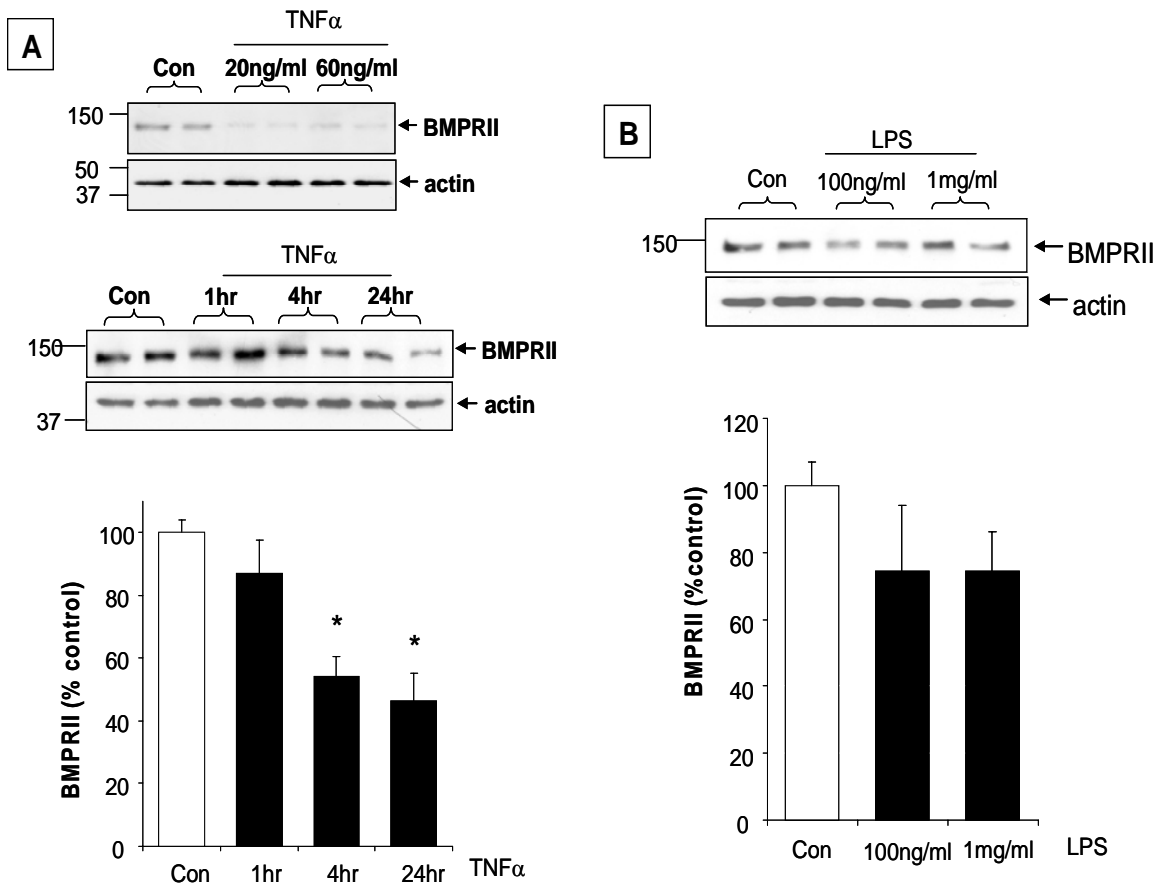 A
TNFα
Con 20ng/ml 60ng/ml
150
BMPRII
50
37
actin
TNFα
Con 1hr 4hr 24hr
150
BMPRII
actin
37
BMPRII (% control)
100
80
60
40
20
0
*
*
Con 1hr 4hr 24hr TNFα
B
LPS
Con 100ng/ml 1mg/ml
150
BMPRII
actin
BMPRII (%control)
120
100
80
60
40
20
0
Con 100ng/ml 1mg/ml LPS